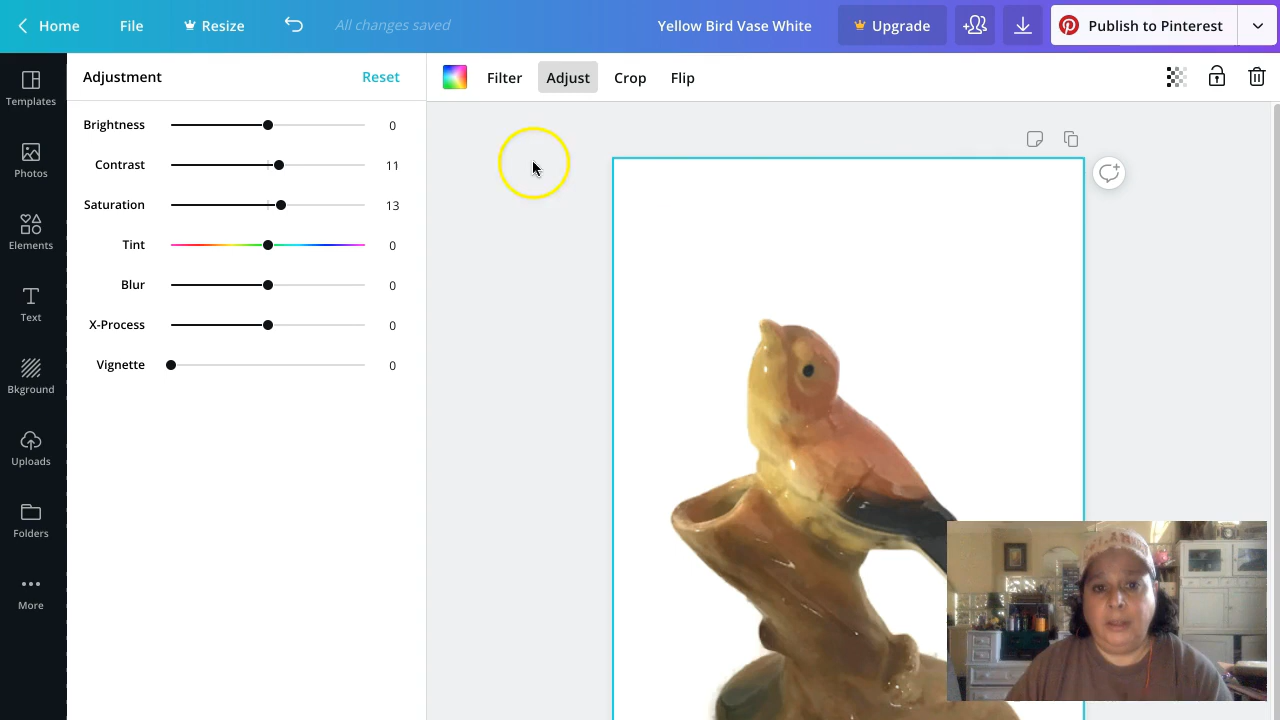 Home File Resize All changes saved Yellow Bird Vase White Upgrade Publish to Pinterest
Adjustment Reset
Filter Adjust Crop Flip
Templates
Photos
Elements
Text
Bkground
Uploads
Folders
More
Brightness 0
Contrast 11
Saturation 13
Tint 0
Blur 0
X-Process 0
Vignette 0